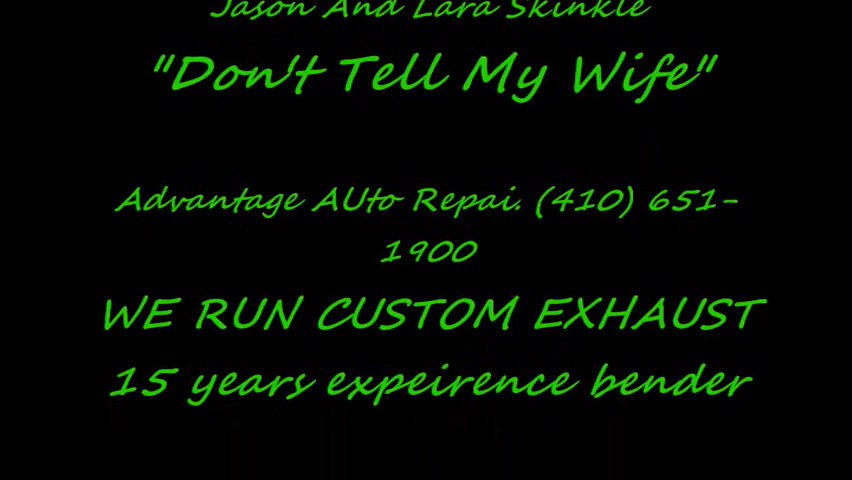 Jason And Lara Skinkle
"Don't Tell My Wife"
Advantage AUto Repai. (410) 651-
1900
WE RUN CUSTOM EXHAUST
15 years expeirence bender